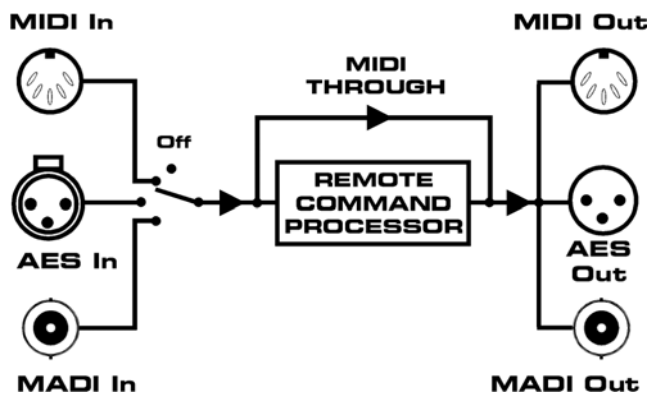 MIDI In
MIDI Out
MIDI
THROUGH
Off
REMOTE
COMMAND
PROCESSOR
AES In
AES
Out
MADI In
MADI Out